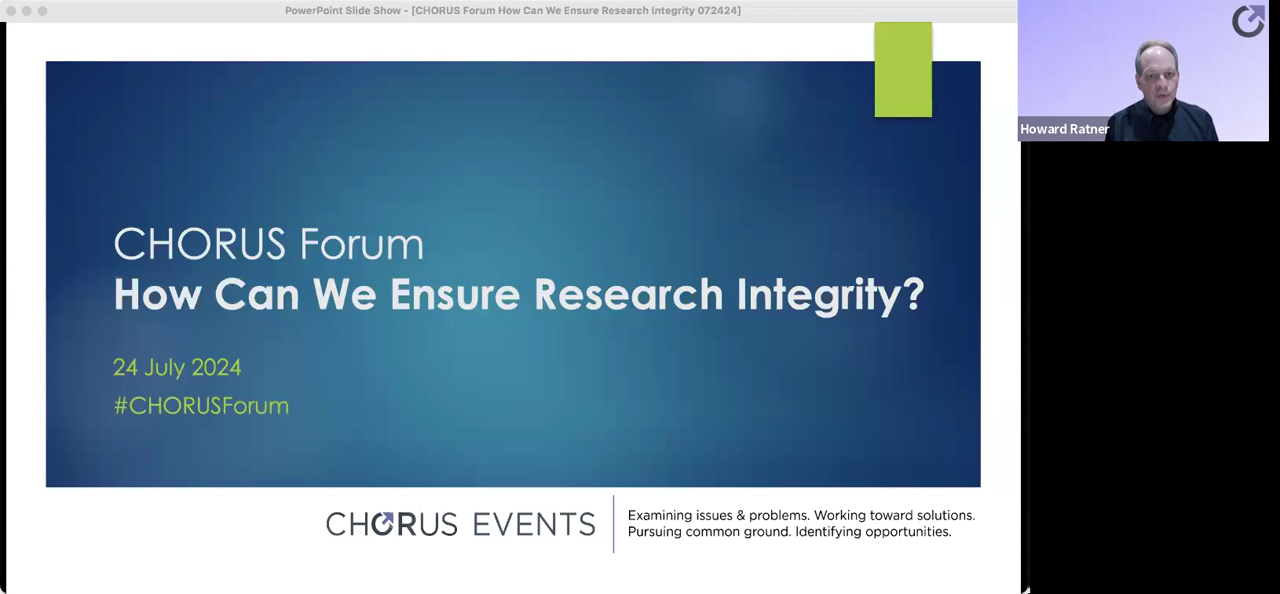 PowerPoint Slide Show - [CHORUS Forum How Can We Ensure Research Integrity 072424]
Howard Ratner
CHORUS Forum
How Can We Ensure Research Integrity?
24 July 2024
#CHORUSForum
CHORUS EVENTS
Examining issues & problems. Working toward solutions.
Pursuing common ground. Identifying opportunities.